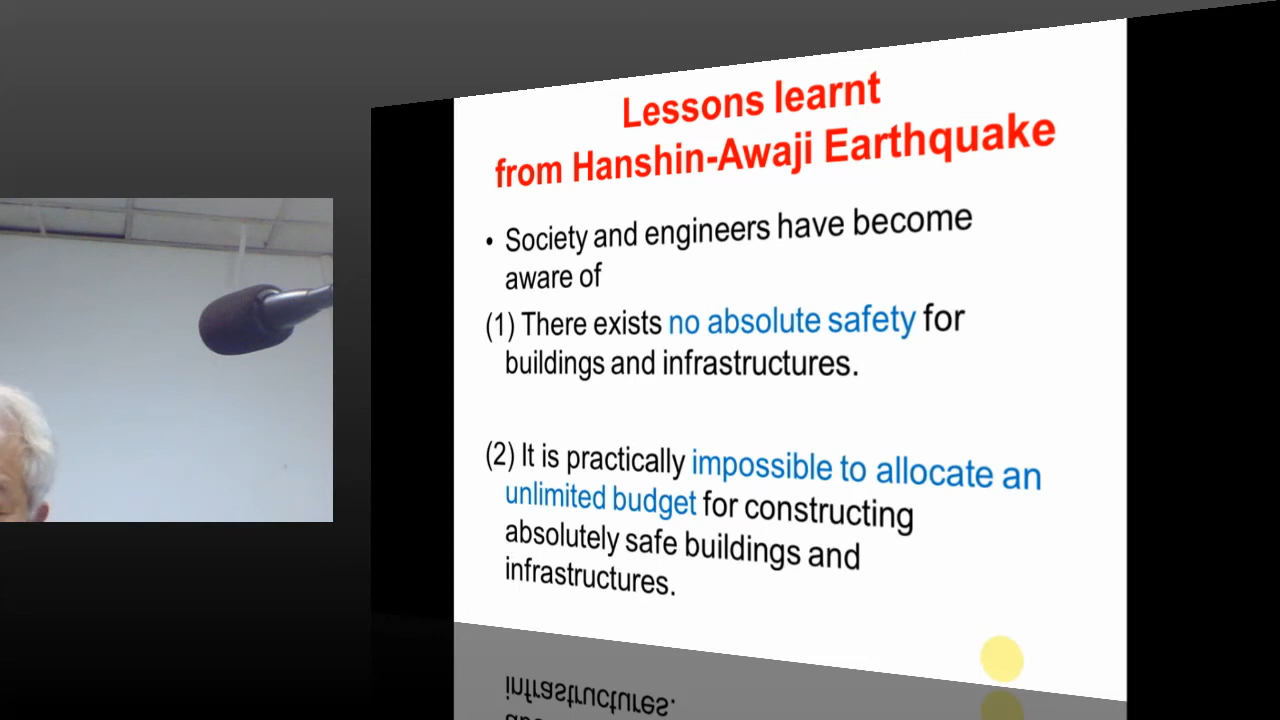 Lessons learnt
from Hanshin-Awaji Earthquake
• Society and engineers have become
aware of
(1) There exists no absolute safety for
buildings and infrastructures.
(2) It is practically impossible to allocate an
unlimited budget for constructing
absolutely safe buildings and
infrastructures.